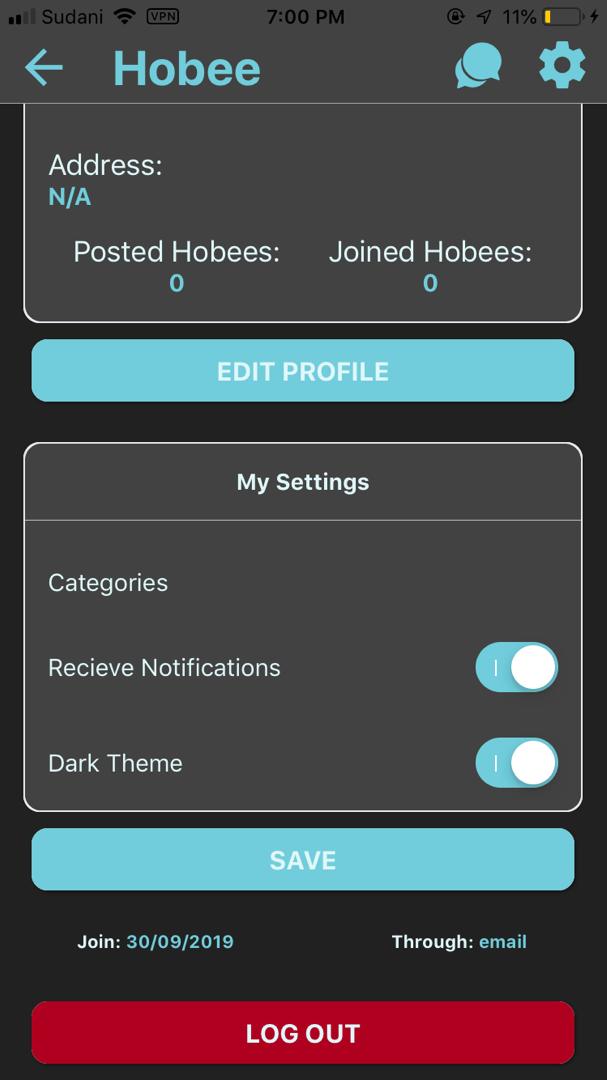 Sudani VPN 7:00 PM 11%
Hobee
Address:
N/A
Posted Hobees: Joined Hobees:
0 0
EDIT PROFILE
My Settings
Categories
Recieve Notifications
Dark Theme
SAVE
Join: 30/09/2019 Through: email
LOG OUT